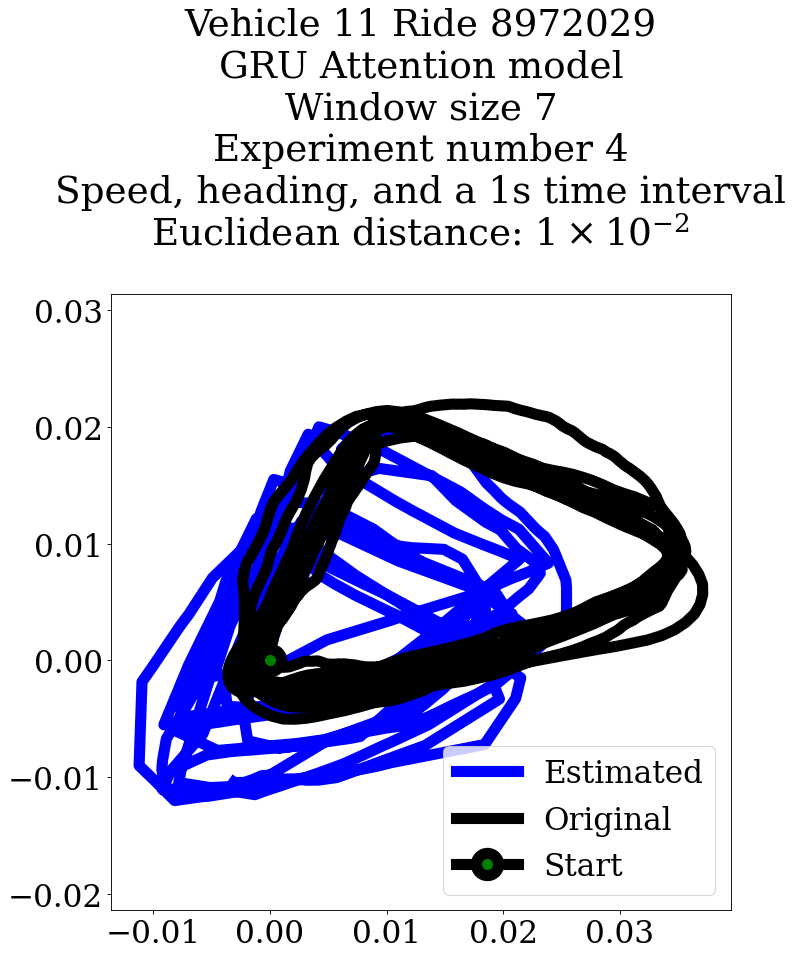 Vehicle 11 Ride 8972029
GRU Attention model
Window size 7
Experiment number 4
Speed, heading, and a 1s time interval
Euclidean distance: 1 × 10⁻²
0.03
0.02
0.01
0.00
−0.01
−0.02
Estimated
Original
Start
−0.01 0.00 0.01 0.02 0.03